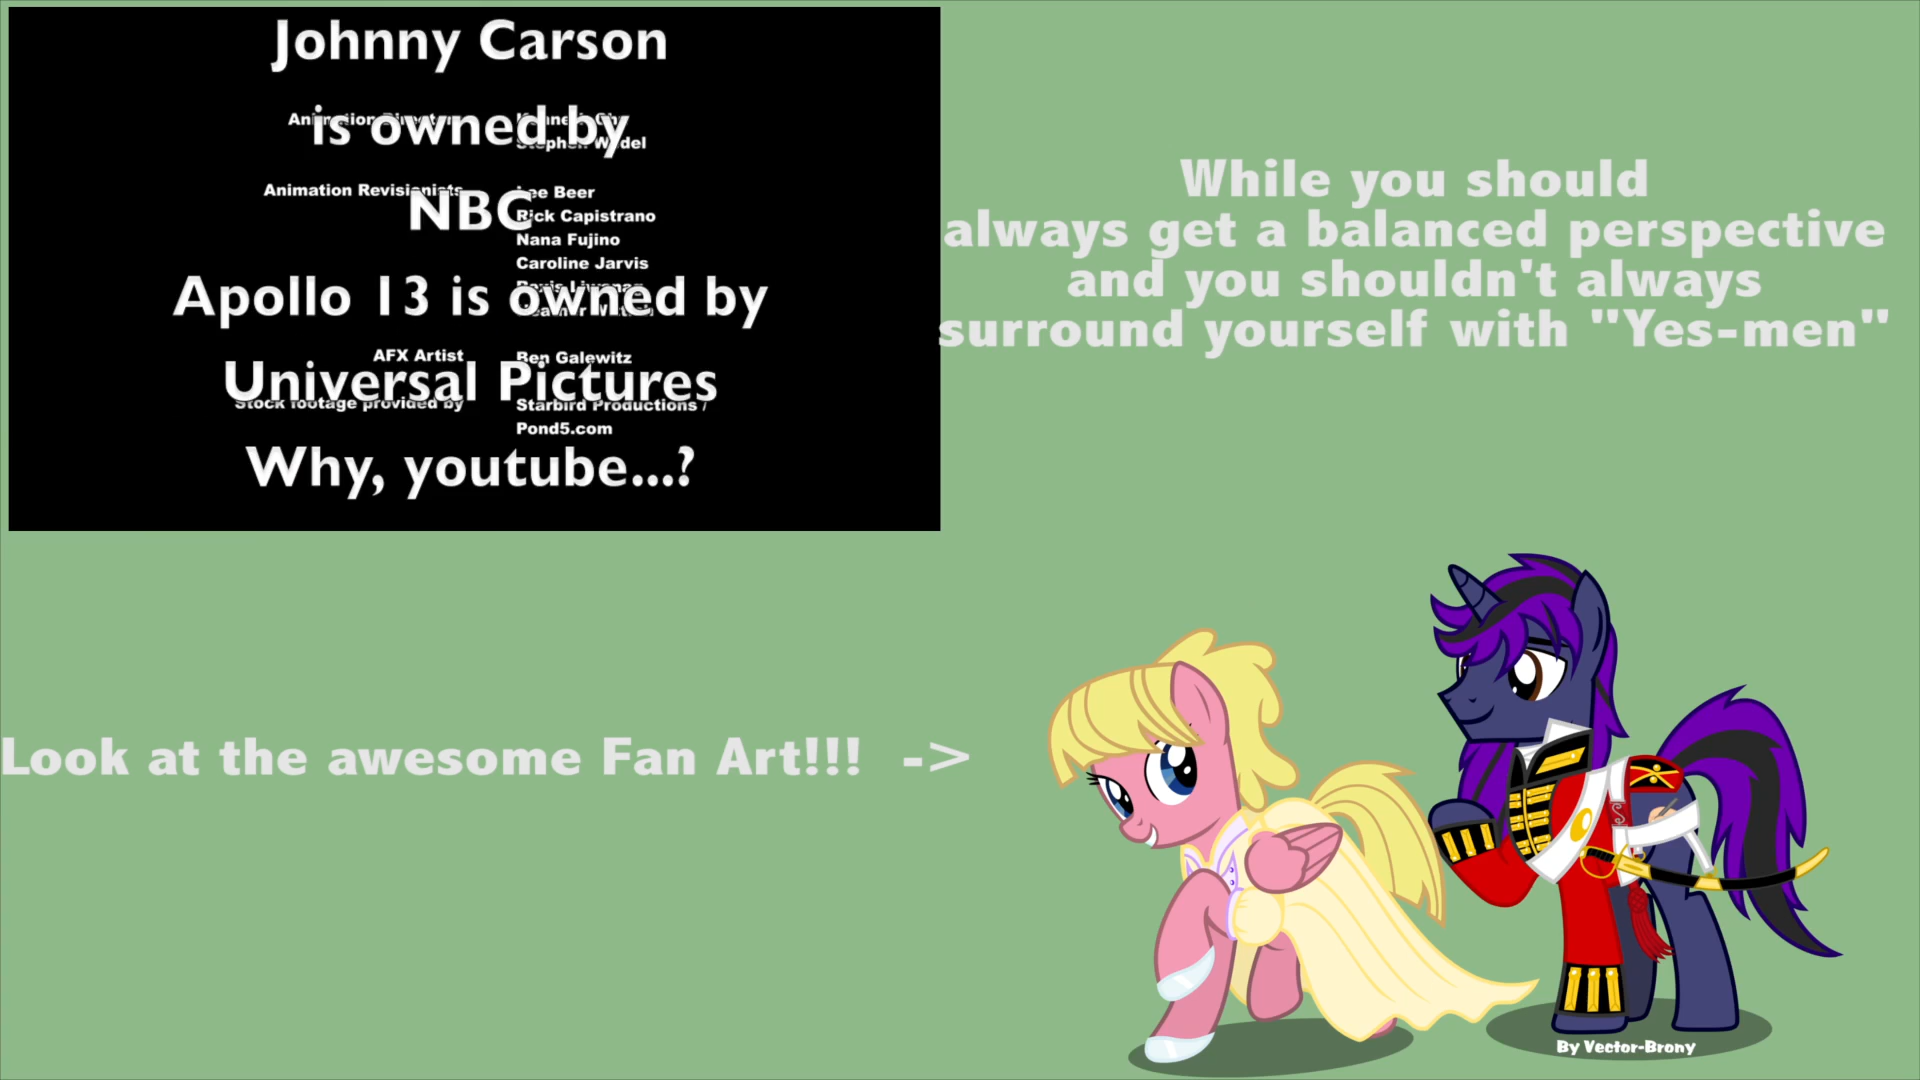 Johnny Carson
is owned by
NBC
Apollo 13 is owned by
Universal Pictures
Why, youtube...?
Animation Revisionists
Lee Beer
Rick Capistrano
Nana Fujino
Caroline Jarvis
AFX Artist
Ben Galewitz
Stock footage provided by
Starbird Productions /
Pond5.com
While you should
always get a balanced perspective
and you shouldn't always
surround yourself with "Yes-men"
Look at the awesome Fan Art!!! ->
By Vector-Brony